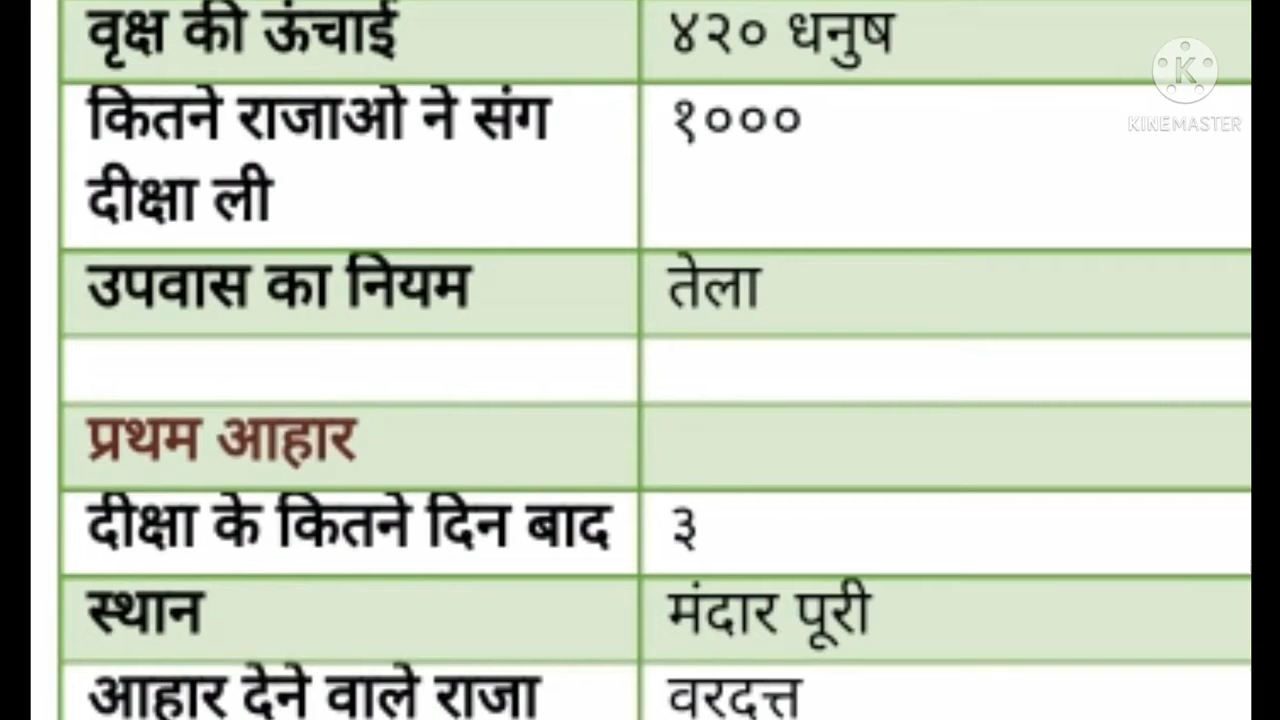 वृक्ष की ऊंचाई ४२० धनुष
कितने राजाओ ने संग १०००
दीक्षा ली
उपवास का नियम तेला
प्रथम आहार
दीक्षा के कितने दिन बाद ३
स्थान मंदार पूरी
आहार देने वाले राजा वरदत्त
KINEMASTER